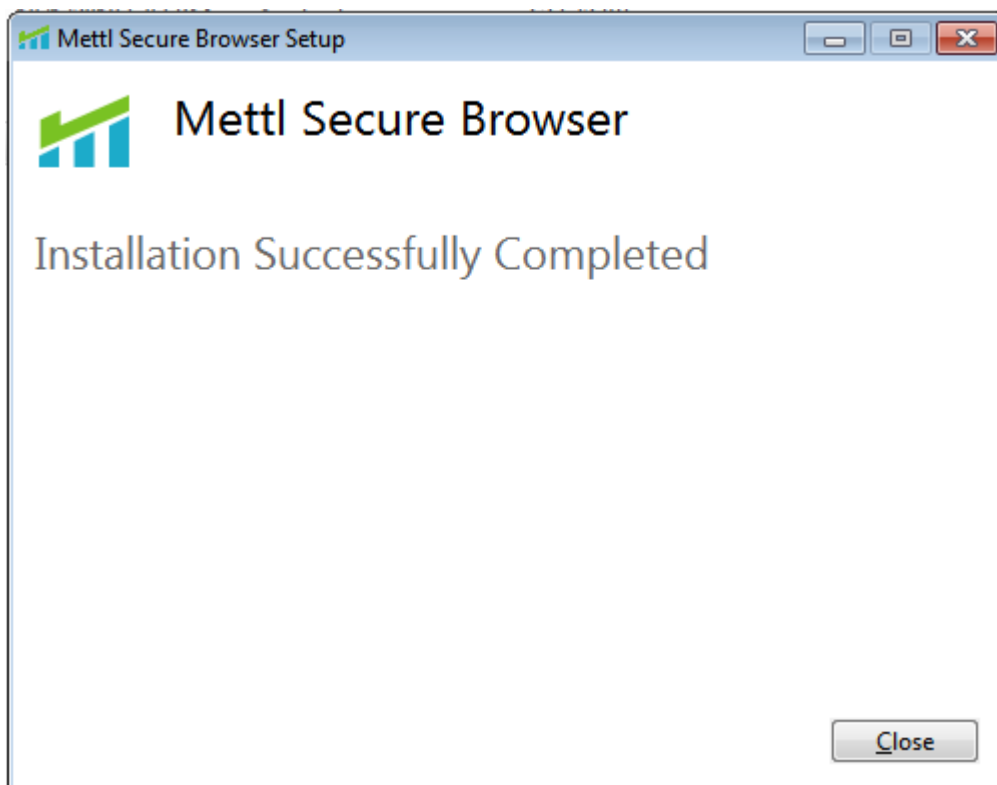 Mettl Secure Browser Setup
Mettl Secure Browser
Installation Successfully Completed
Close